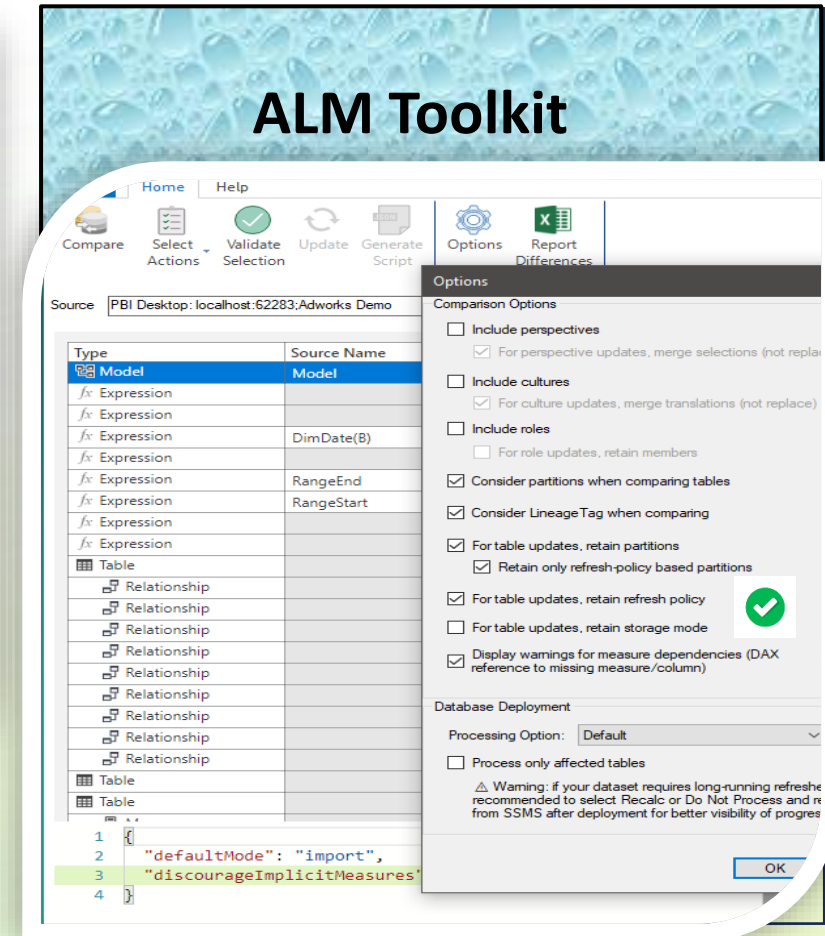 ALM Toolkit
Home Help
Compare
Select Actions
Validate Selection
Update
Generate Script
Options
Report Differences
Source PBI Desktop: localhost:62283;Adworks Demo
Type Source Name
Model Model
fx Expression
fx Expression
fx Expression DimDate(B)
fx Expression
fx Expression RangeEnd
fx Expression RangeStart
fx Expression
fx Expression
Table
Relationship
Relationship
Relationship
Relationship
Relationship
Relationship
Relationship
Relationship
Relationship
Table
Table
1 {
2 "defaultMode": "import",
3 "discourageImplicitMeasures"
4 }
Options
Comparison Options
Include perspectives
For perspective updates, merge selections (not
Include cultures
For culture updates, merge translations (not replace)
Include roles
For role updates, retain members
Consider partitions when comparing tables
Consider LineageTag when comparing
For table updates, retain partitions
Retain only refresh-policy based partitions
For table updates, retain refresh policy
For table updates, retain storage mode
Display warnings for measure dependencies (DAX
reference to missing measure/column)
Database Deployment
Processing Option: Default
Process only affected tables
Warning: if your dataset requires long-running
recommended to select Recalc or Do Not Process and
from SSMS after deployment for better visibility of
OK